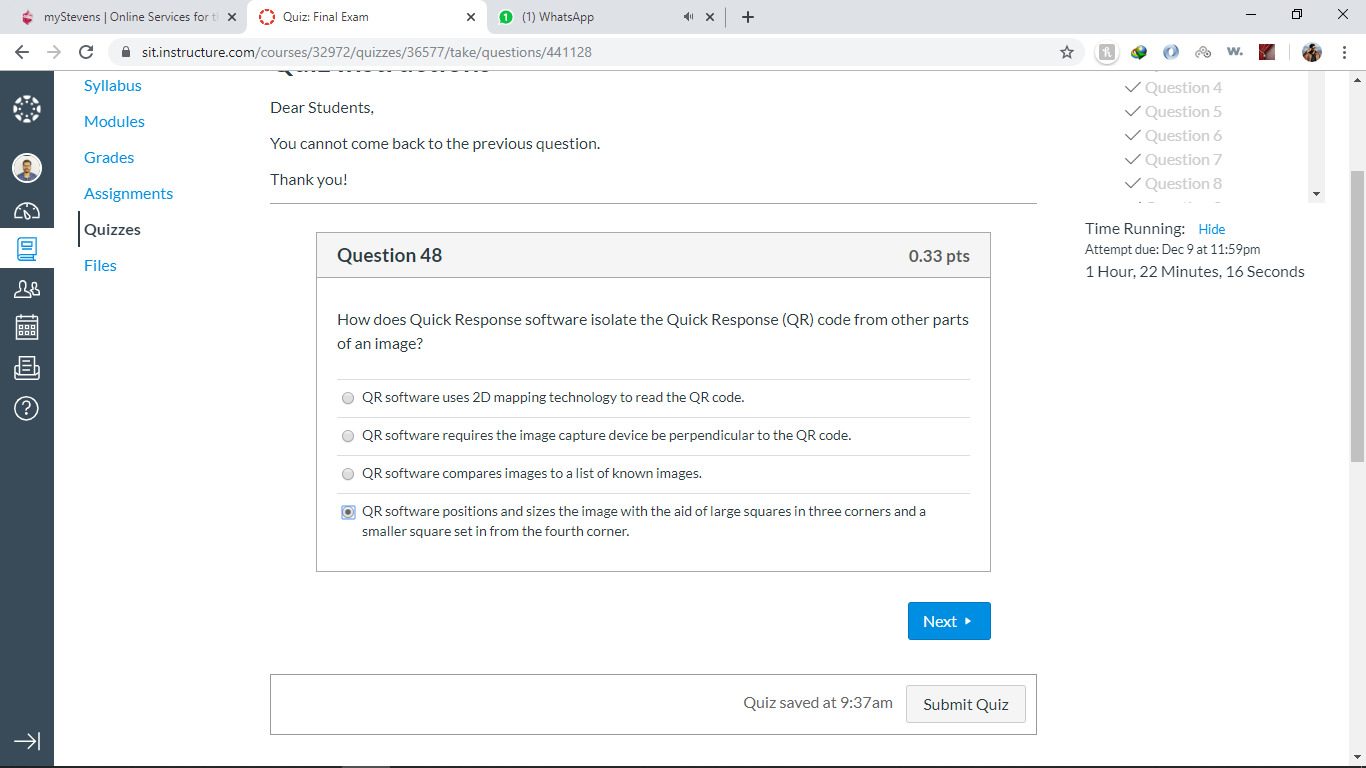 myStevens | Online Services for t
Quiz: Final Exam
(1) WhatsApp
sit.instructure.com/courses/32972/quizzes/36577/take/questions/441128
Syllabus
Modules
Grades
Assignments
Quizzes
Files
Quiz Instructions
Dear Students,
You cannot come back to the previous question.
Thank you!
Question 48
0.33 pts
How does Quick Response software isolate the Quick Response (QR) code from other parts
of an image?
QR software uses 2D mapping technology to read the QR code.
QR software requires the image capture device be perpendicular to the QR code.
QR software compares images to a list of known images.
QR software positions and sizes the image with the aid of large squares in three corners and a
smaller square set in from the fourth corner.
Next
Quiz saved at 9:37am
Submit Quiz
Question 4
Question 5
Question 6
Question 7
Question 8
Time Running: Hide
Attempt due: Dec 9 at 11:59pm
1 Hour, 22 Minutes, 16 Seconds